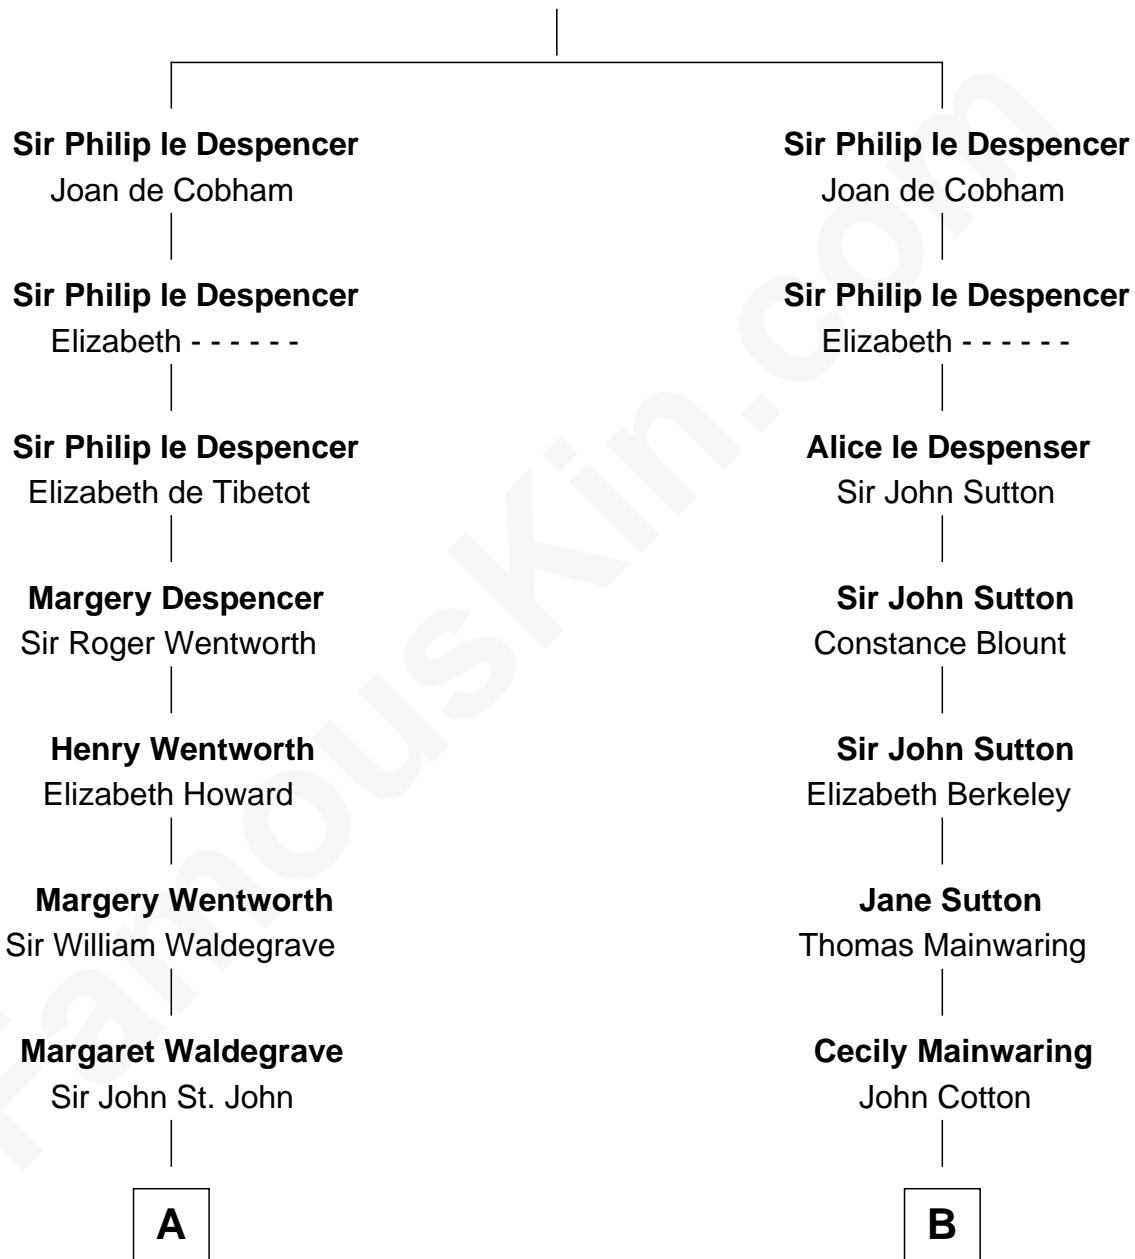 Sir Philip le Despencer
Joan de Cobham
Sir Philip le Despencer
Elizabeth - - - - - -
Sir Philip le Despencer
Elizabeth de Tibetot
Margery Despencer
Sir Roger Wentworth
Henry Wentworth
Elizabeth Howard
Margery Wentworth
Sir William Waldegrave
Margaret Waldegrave
Sir John St. John
A
Sir Philip le Despencer
Joan de Cobham
Sir Philip le Despencer
Elizabeth - - - - - -
Alice le Despenser
Sir John Sutton
Sir John Sutton
Constance Blount
Sir John Sutton
Elizabeth Berkeley
Jane Sutton
Thomas Mainwaring
Cecily Mainwaring
John Cotton
B
FamousKin.com